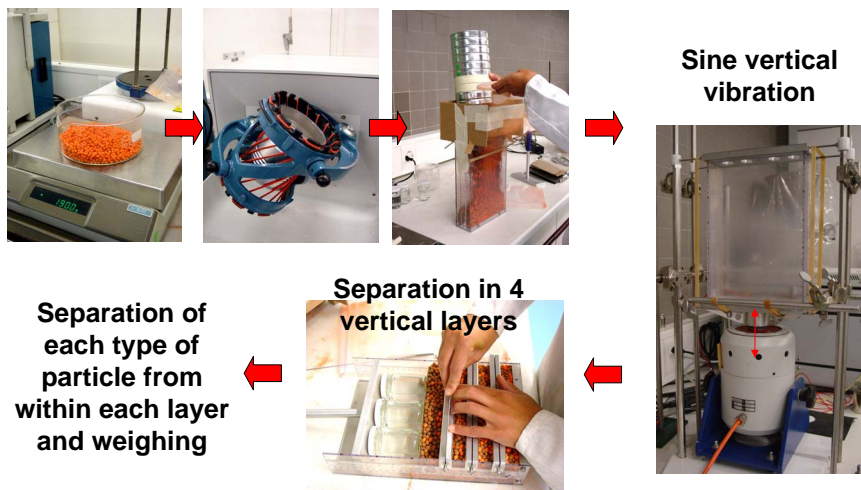 Sine vertical
vibration
1900
Separation in 4
vertical layers
Separation of
each type of
particle from
within each layer
and weighing